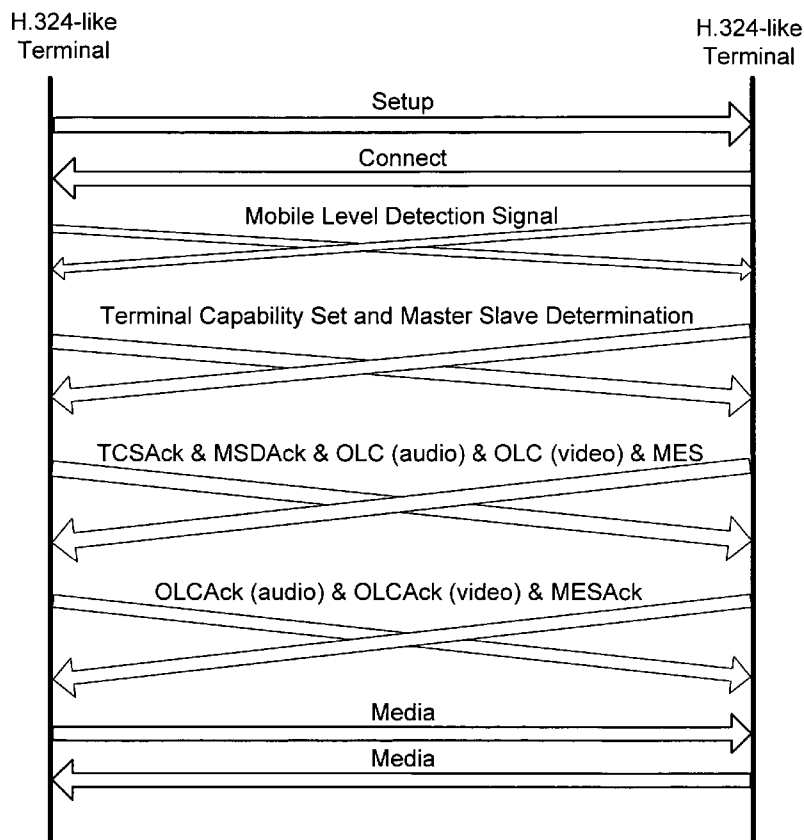 H.324-like
Terminal
H.324-like
Terminal
Setup
Connect
Mobile Level Detection Signal
Terminal Capability Set and Master Slave Determination
TCSAck & MSDAck & OLC (audio) & OLC (video) & MES
OLCAck (audio) & OLCAck (video) & MESAck
Media
Media